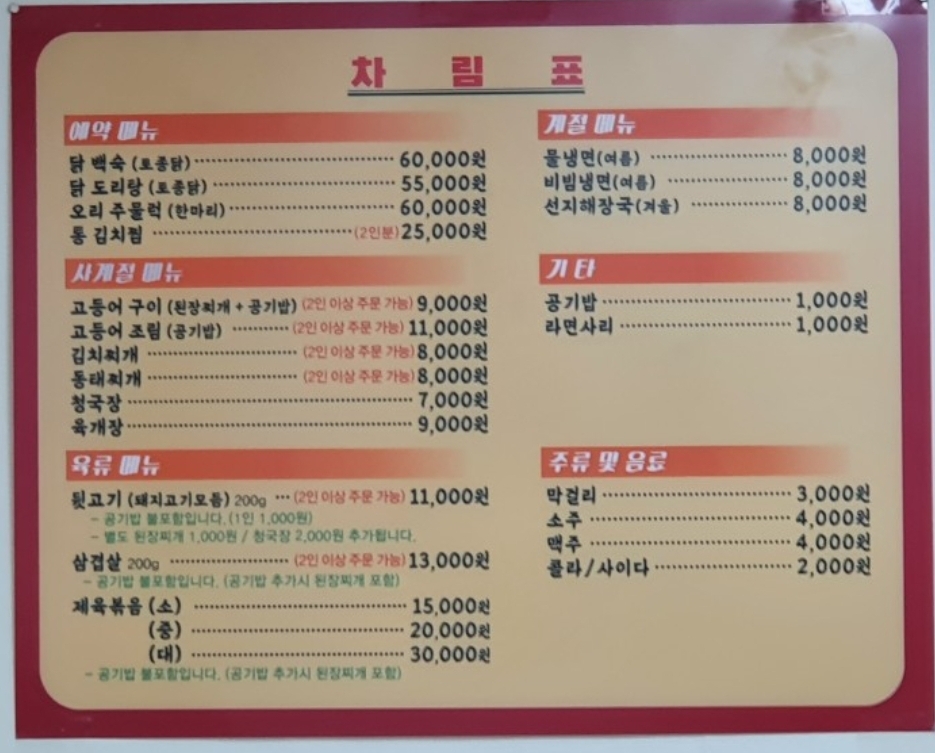 차림표
예약 메뉴
닭 백숙 (토종닭) 60,000원
닭 도리탕 (토종닭) 55,000원
오리 주물럭 (한마리) 60,000원
통 김치찜 (2인분) 25,000원
사계절 메뉴
고등어 구이 (된장찌개 + 공기밥) (2인 이상 주문 가능) 9,000원
고등어 조림 (공기밥) (2인 이상 주문 가능) 11,000원
김치찌개 (2인 이상 주문 가능) 8,000원
동태찌개 (2인 이상 주문 가능) 8,000원
청국장 7,000원
육개장 9,000원
육류 메뉴
뒷고기 (돼지고기모듬) 200g (2인 이상 주문 가능) 11,000원
- 공기밥 불포함입니다. (1인 1,000원)
- 별도 된장찌개 1,000원 / 청국장 2,000원 추가됩니다.
삼겹살 200g (2인 이상 주문 가능) 13,000원
- 공기밥 불포함입니다. (공기밥 추가시 된장찌개 포함)
제육볶음 (소) 15,000원
(중) 20,000원
(대) 30,000원
- 공기밥 불포함입니다. (공기밥 추가시 된장찌개 포함)
계절 메뉴
물냉면(여름) 8,000원
비빔냉면(여름) 8,000원
선지해장국(겨울) 8,000원
기타
공기밥 1,000원
라면사리 1,000원
주류 및 음료
막걸리 3,000원
소주 4,000원
맥주 4,000원
콜라/사이다 2,000원